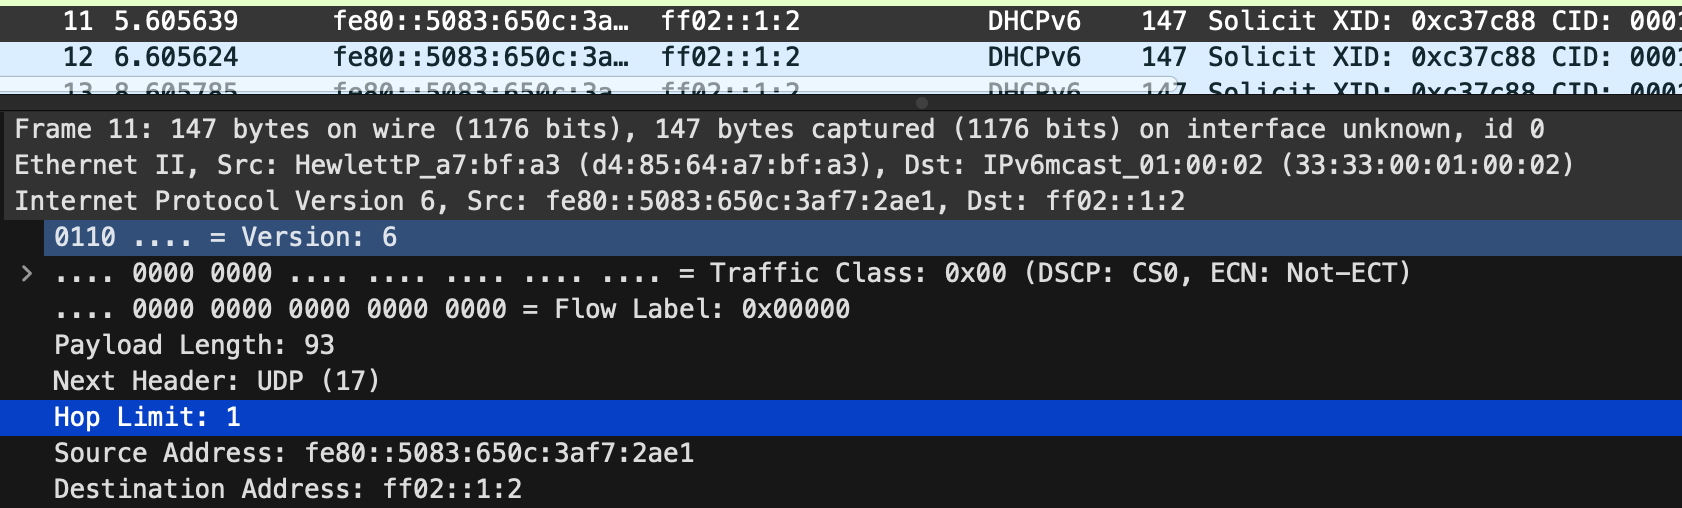 11 5.605639 fe80::5083:650c:3a… ff02::1:2 DHCPv6 147 Solicit XID: 0xc37c88 CID: 0001
12 6.605624 fe80::5083:650c:3a… ff02::1:2 DHCPv6 147 Solicit XID: 0xc37c88 CID: 0001
13 8.605785 fe80::5083:650c:3a ff02::1:2 DHCPv6 147 Solicit XID: 0xc37c88 CID: 0001
Frame 11: 147 bytes on wire (1176 bits), 147 bytes captured (1176 bits) on interface unknown, id 0
Ethernet II, Src: HewlettP_a7:bf:a3 (d4:85:64:a7:bf:a3), Dst: IPv6mcast_01:00:02 (33:33:00:01:00:02)
Internet Protocol Version 6, Src: fe80::5083:650c:3af7:2ae1, Dst: ff02::1:2
0110 .... = Version: 6
.... 0000 0000 .... .... .... .... .... = Traffic Class: 0x00 (DSCP: CS0, ECN: Not-ECT)
.... 0000 0000 0000 0000 0000 = Flow Label: 0x00000
Payload Length: 93
Next Header: UDP (17)
Hop Limit: 1
Source Address: fe80::5083:650c:3af7:2ae1
Destination Address: ff02::1:2